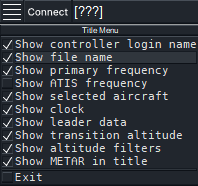 Connect [???]
Title Menu
Show controller login name
Show file name
Show primary frequency
Show ATIS frequency
Show selected aircraft
Show clock
Show leader data
Show transition altitude
Show altitude filters
Show METAR in title
Exit